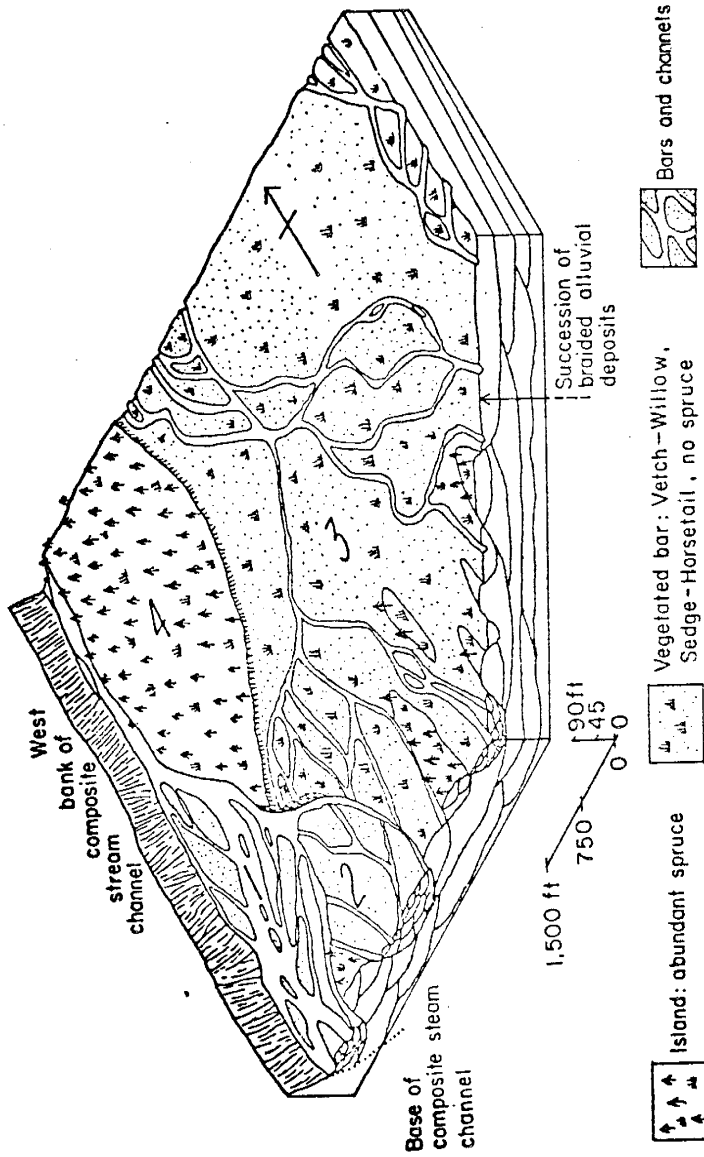 West
bank of
composite
stream
channel
4
3
2
Succession of
braided alluvial
deposits
Base of
composite steam
channel
1,500 ft
750
0
90 ft
45
0
Island: abundant spruce
Vegetated bar: Vetch-Willow,
Sedge-Horsetail, no spruce
Bars and channels